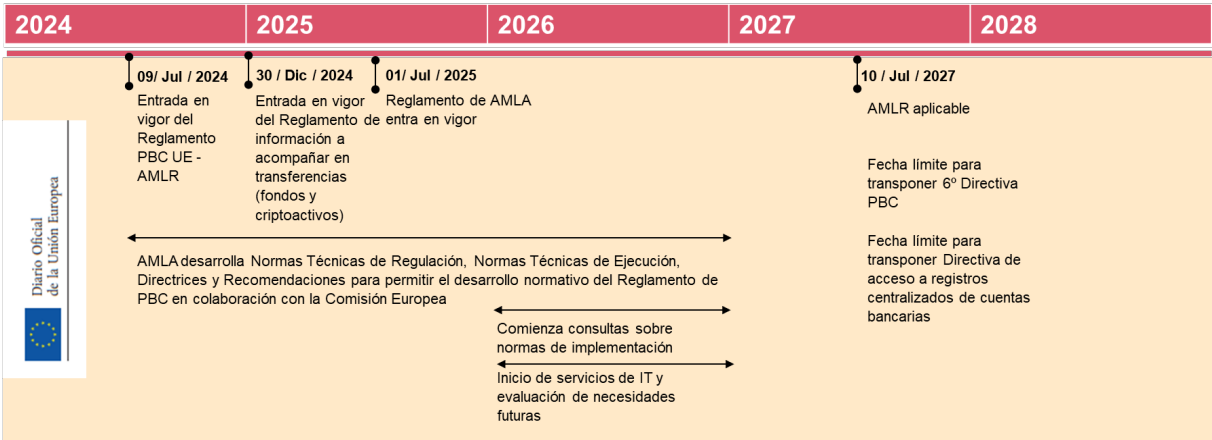 2024
2025
2026
2027
2028
09/ Jul / 2024
Entrada en
vigor del
Reglamento
PBC UE -
AMLR
30 / Dic / 2024
Entrada en vigor
del Reglamento de
información a
acompañar en
transferencias
(fondos y
criptoactivos)
01/ Jul / 2025
Reglamento de AMLA
entra en vigor
10 / Jul / 2027
AMLR aplicable
Fecha límite para
transponer 6º Directiva
PBC
Fecha límite para
transponer Directiva de
acceso a registros
centralizados de cuentas
bancarias
Diario Oficial
de la Unión Europea
AMLA desarrolla Normas Técnicas de Regulación, Normas Técnicas de Ejecución,
Directrices y Recomendaciones para permitir el desarrollo normativo del Reglamento de
PBC en colaboración con la Comisión Europea
Comienza consultas sobre
normas de implementación
Inicio de servicios de IT y
evaluación de necesidades
futuras